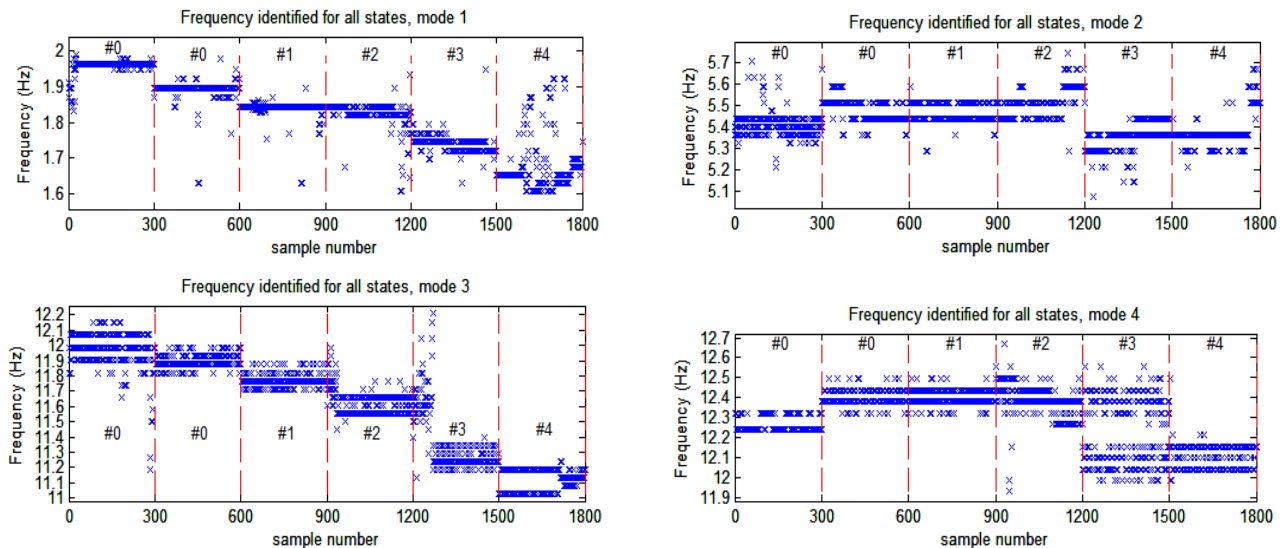 Frequency identified for all states, mode 1
#0 #0 #1 #2 #3 #4
2
1.9
1.8
1.7
1.6
Frequency (Hz)
0 300 600 900 1200 1500 1800
sample number
Frequency identified for all states, mode 2
#0 #0 #1 #2 #3 #4
5.7
5.6
5.5
5.4
5.3
5.2
5.1
Frequency (Hz)
0 300 600 900 1200 1500 1800
sample number
Frequency identified for all states, mode 3
12.2
12.1
12
11.9
11.8
11.7
11.6
11.5
11.4
11.3
11.2
11.1
11
Frequency (Hz)
#0 #0 #1 #2 #3 #4
0 300 600 900 1200 1500 1800
sample number
Frequency identified for all states, mode 4
#0 #0 #1 #2 #3 #4
12.7
12.6
12.5
12.4
12.3
12.2
12.1
12
11.9
Frequency (Hz)
0 300 600 900 1200 1500 1800
sample number